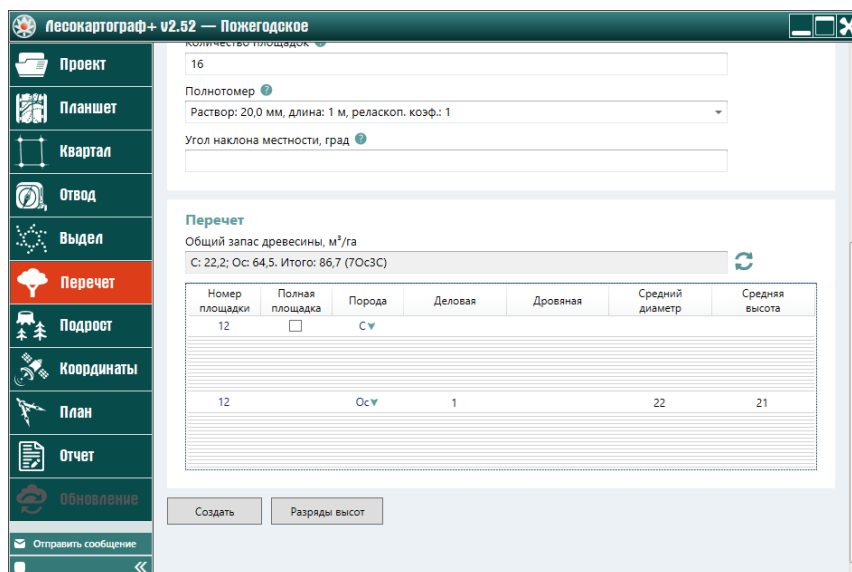 Лесокартограф+ v2.52 — Пожегодское
Проект
Планшет
Квартал
Отвод
Выдел
Перечет
Подрост
Координаты
План
Отчет
Обновление
Отправить сообщение
Количество площадок
16
Полнотомер
Раствор: 20,0 мм, длина: 1 м, реласкоп. коэф.: 1
Угол наклона местности, град
Перечет
Общий запас древесины, м³/га
С: 22,2; Ос: 64,5. Итого: 86,7 (7Ос3С)
Номер площадки Полная площадка Порода Деловая Дровяная Средний диаметр Средняя высота
12 С
12 Ос 1 22 21
Создать Разряды высот